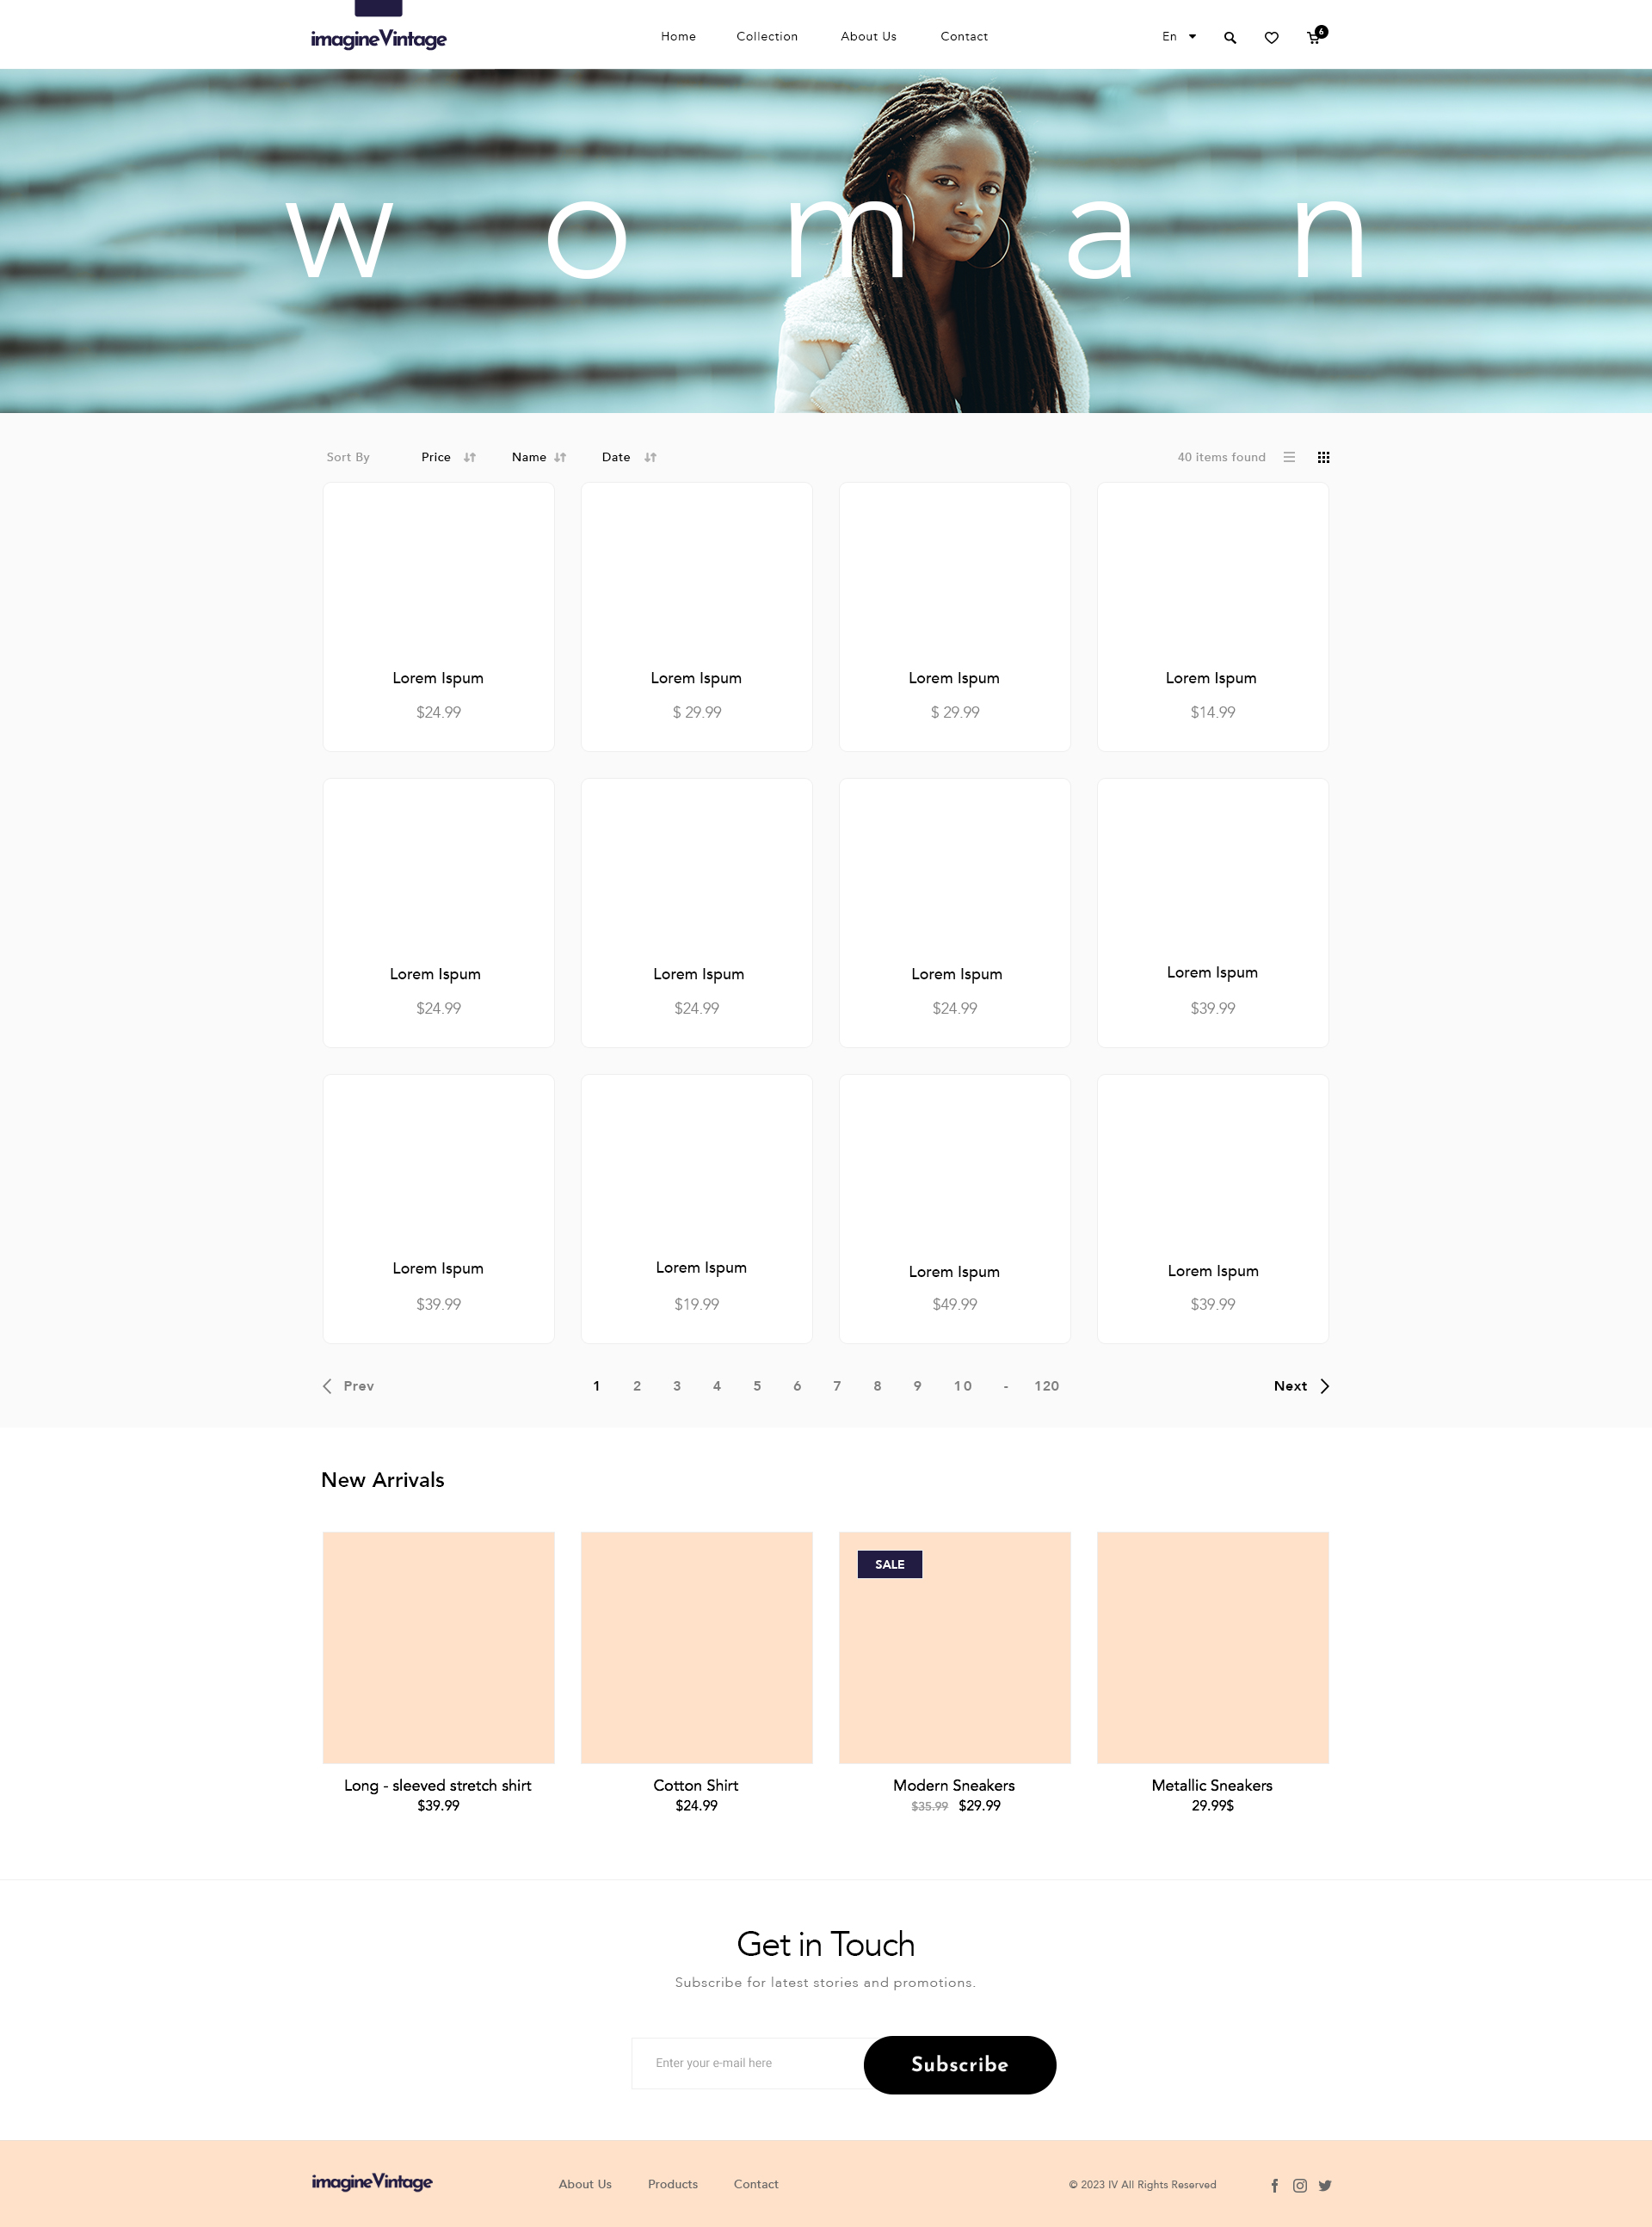 imagineVintage
Home Collection About Us Contact
En 6
woman
Sort By Price Name Date 40 items found
Lorem Ispum Lorem Ispum Lorem Ispum Lorem Ispum
$24.99 $ 29.99 $ 29.99 $14.99
Lorem Ispum Lorem Ispum Lorem Ispum Lorem Ispum
$24.99 $24.99 $24.99 $39.99
Lorem Ispum Lorem Ispum Lorem Ispum Lorem Ispum
$39.99 $19.99 $49.99 $39.99
Prev 1 2 3 4 5 6 7 8 9 10 - 120 Next
New Arrivals
SALE
Long - sleeved stretch shirt Cotton Shirt Modern Sneakers Metallic Sneakers
$39.99 $24.99 $35.99 $29.99 29.99$
Get in Touch
Subscribe for latest stories and promotions.
Enter your e-mail here Subscribe
imagineVintage About Us Products Contact © 2023 IV All Rights Reserved